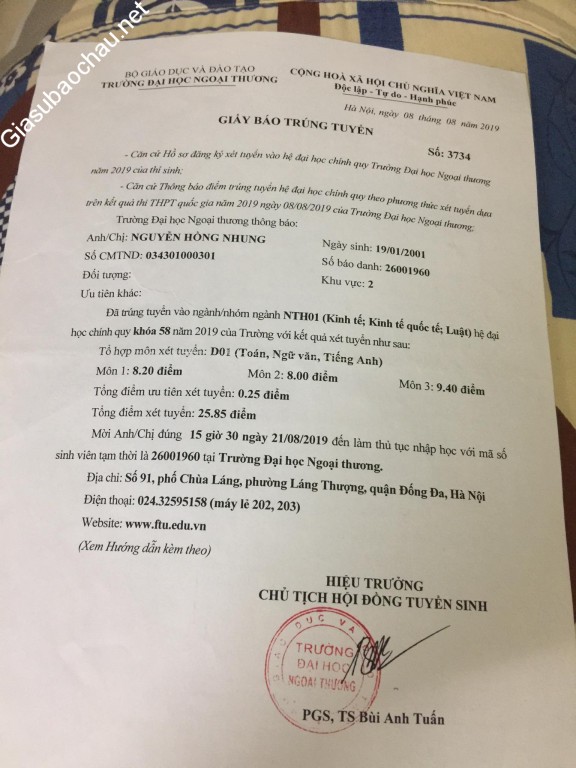 Giasubaochau.net
BỘ GIÁO DỤC VÀ ĐÀO TẠO
TRƯỜNG ĐẠI HỌC NGOẠI THƯƠNG
CỘNG HOÀ XÃ HỘI CHỦ NGHĨA VIỆT NAM
Độc lập - Tự do - Hạnh phúc
Hà Nội, ngày 08 tháng 08 năm 2019
GIẤY BÁO TRÚNG TUYỂN
Số: 3734
- Căn cứ Hồ sơ đăng ký xét tuyển vào hệ đại học chính quy Trường Đại học Ngoại thương
năm 2019 của thí sinh;
- Căn cứ Thông báo điểm trúng tuyển hệ đại học chính quy theo phương thức xét tuyển dựa
trên kết quả thi THPT quốc gia năm 2019 ngày 08/08/2019 của Trường Đại học Ngoại thương;
Trường Đại học Ngoại thương thông báo:
Anh/Chị: NGUYỄN HỒNG NHUNG
Ngày sinh: 19/01/2001
Số CMTND: 034301000301
Số báo danh: 26001960
Đối tượng:
Khu vực: 2
Ưu tiên khác:
Đã trúng tuyển vào ngành/nhóm ngành NTH01 (Kinh tế; Kinh tế quốc tế; Luật) hệ đại
học chính quy khóa 58 năm 2019 của Trường với kết quả xét tuyển như sau:
Tổ hợp môn xét tuyển: D01 (Toán, Ngữ văn, Tiếng Anh)
Môn 1: 8.20 điểm Môn 2: 8.00 điểm Môn 3: 9.40 điểm
Tổng điểm ưu tiên xét tuyển: 0.25 điểm
Tổng điểm xét tuyển: 25.85 điểm
Mời Anh/Chị đúng 15 giờ 30 ngày 21/08/2019 đến làm thủ tục nhập học với mã số
sinh viên tạm thời là 26001960 tại Trường Đại học Ngoại thương.
Địa chỉ: Số 91, phố Chùa Láng, phường Láng Thượng, quận Đống Đa, Hà Nội
Điện thoại: 024.32595158 (máy lẻ 202, 203)
Website: www.ftu.edu.vn
(Xem Hướng dẫn kèm theo)
HIỆU TRƯỞNG
CHỦ TỊCH HỘI ĐỒNG TUYỂN SINH
GIÁO DỤC VÀ
TRƯỜNG
ĐẠI HỌC
NGOẠI THƯƠNG
PGS, TS Bùi Anh Tuấn